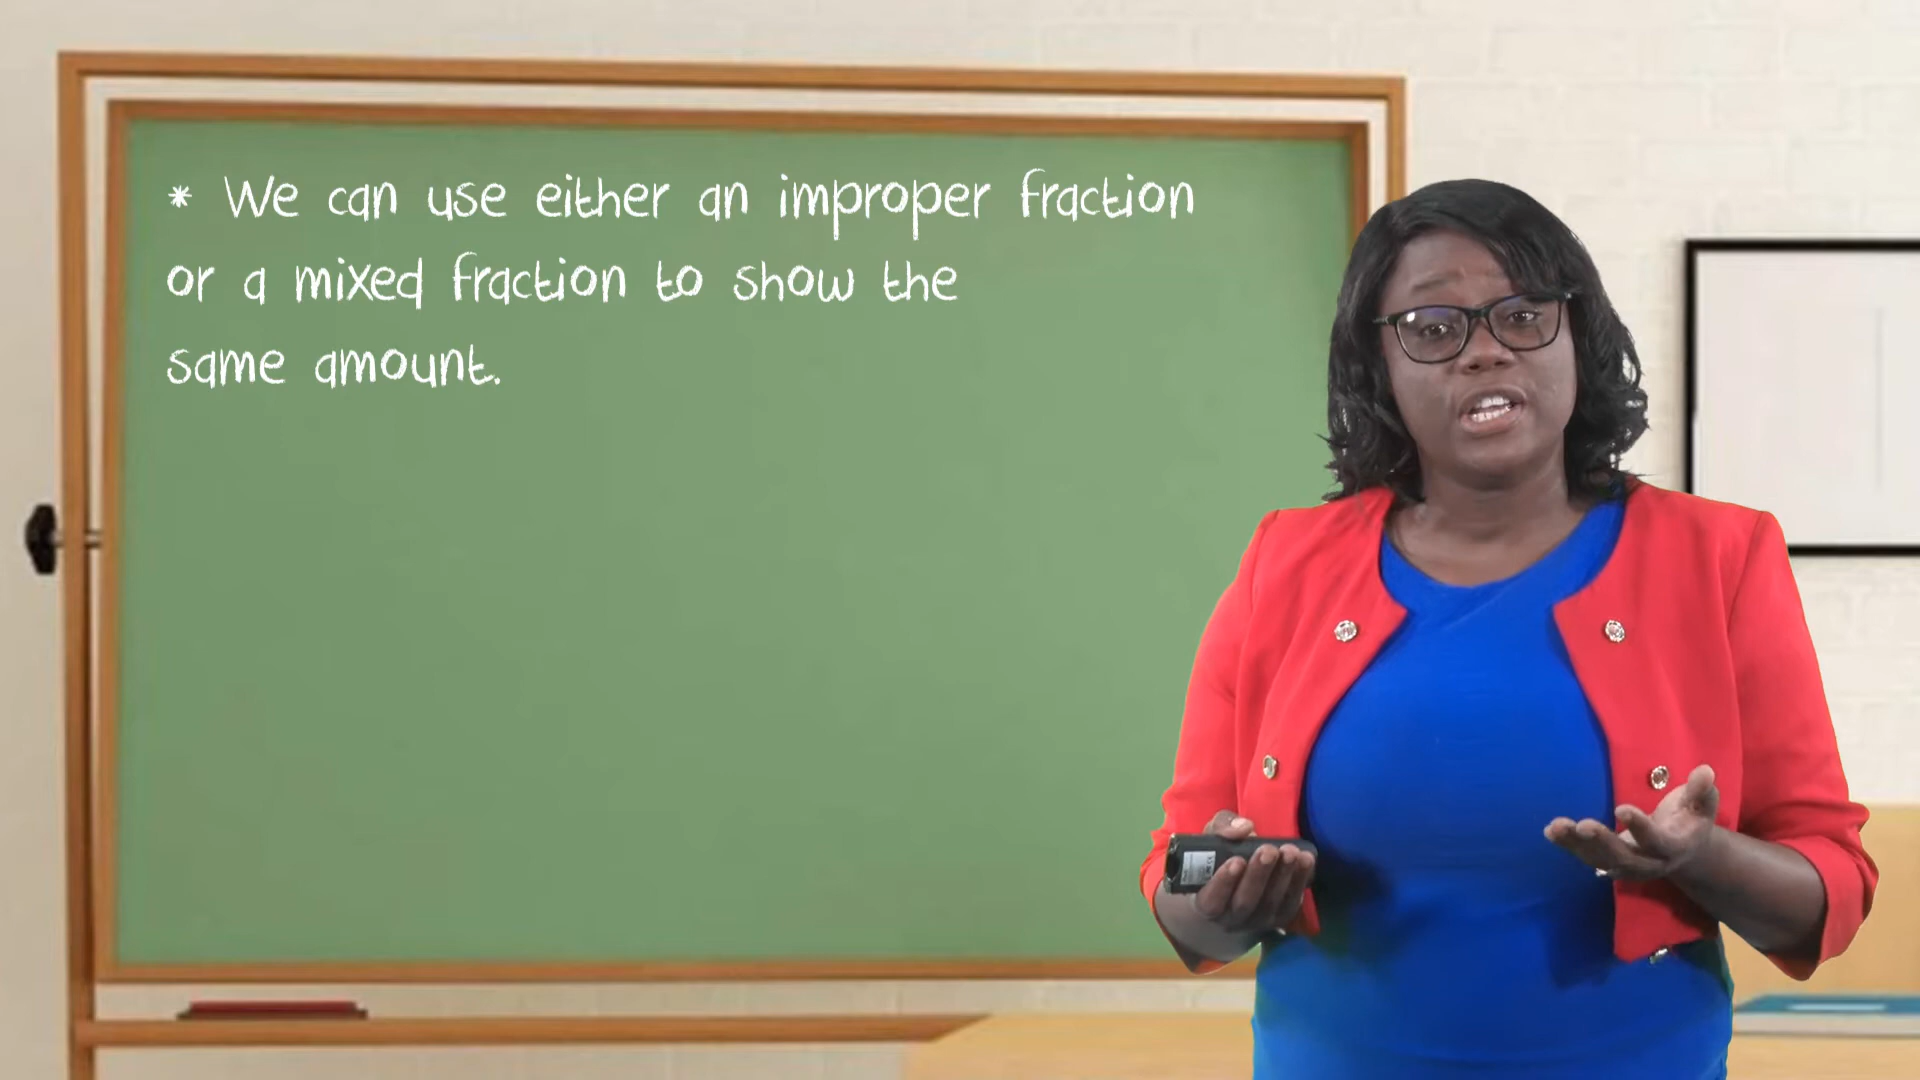 * We can use either an improper fraction
or a mixed fraction to show the
same amount.